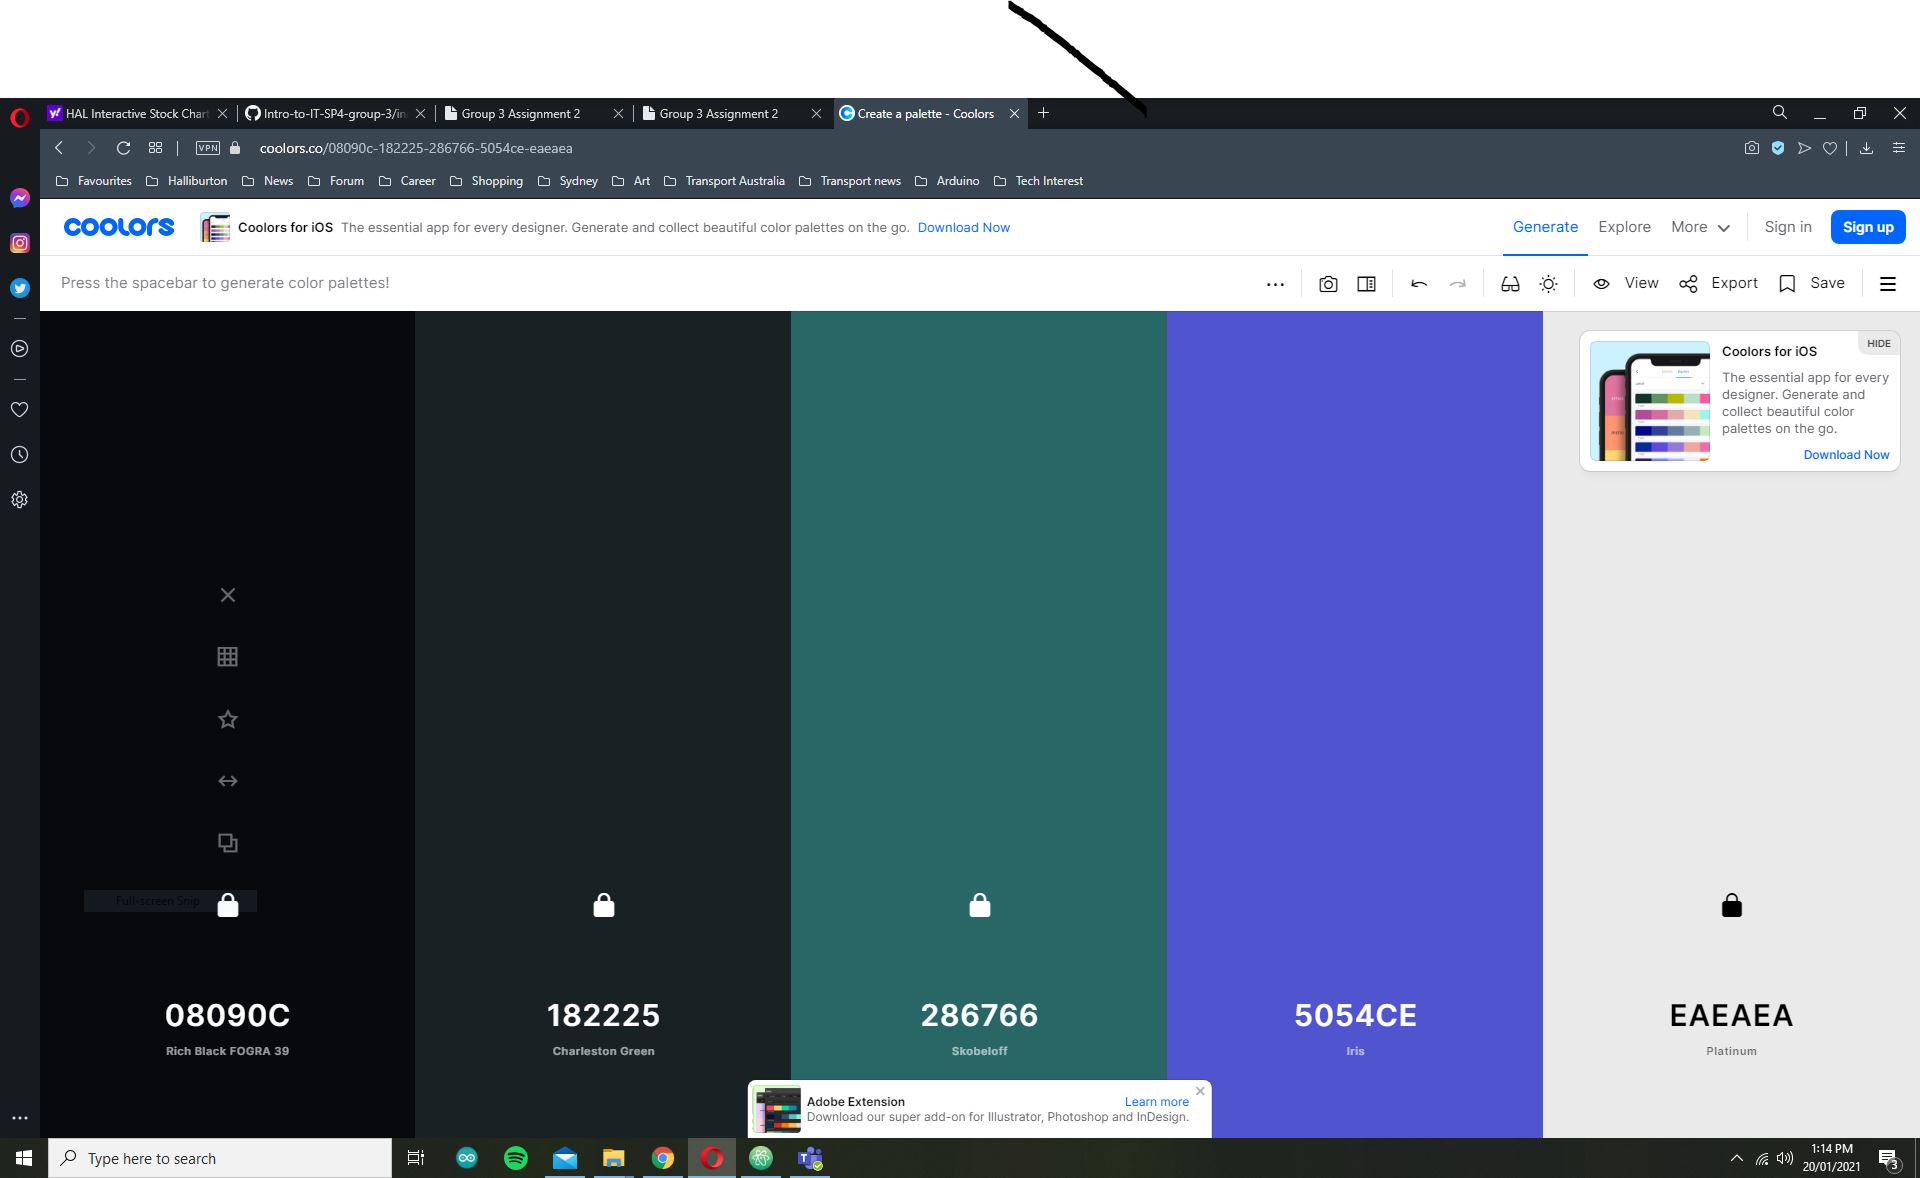 HAL Interactive Stock Chart
Intro-to-IT-SP4-group-3/in
Group 3 Assignment 2
Group 3 Assignment 2
Create a palette - Coolors
VPN
coolors.co/08090c-182225-286766-5054ce-eaeaea
Favourites Halliburton News Forum Career Shopping Sydney Art Transport Australia Transport news Arduino Tech Interest
coolors Coolors for iOS The essential app for every designer. Generate and collect beautiful color palettes on the go. Download Now
Generate Explore More Sign in Sign up
Press the spacebar to generate color palettes!
View Export Save
HIDE
Coolors for iOS
The essential app for every
designer. Generate and
collect beautiful color
palettes on the go.
Download Now
Full-screen Snip
08090C 182225 286766 5054CE EAEAEA
Rich Black FOGRA 39 Charleston Green Skobeloff Iris Platinum
Adobe Extension Learn more
Download our super add-on for Illustrator, Photoshop and InDesign.
Type here to search
1:14 PM
20/01/2021
3